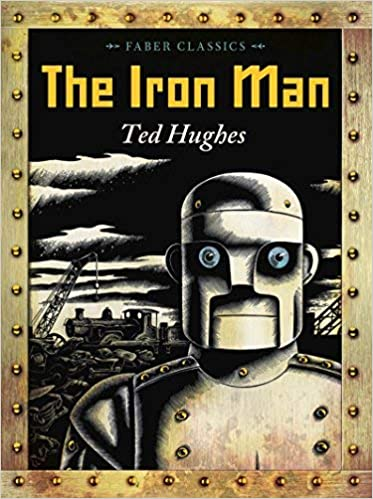 FABER CLASSICS
The Iron Man
Ted Hughes